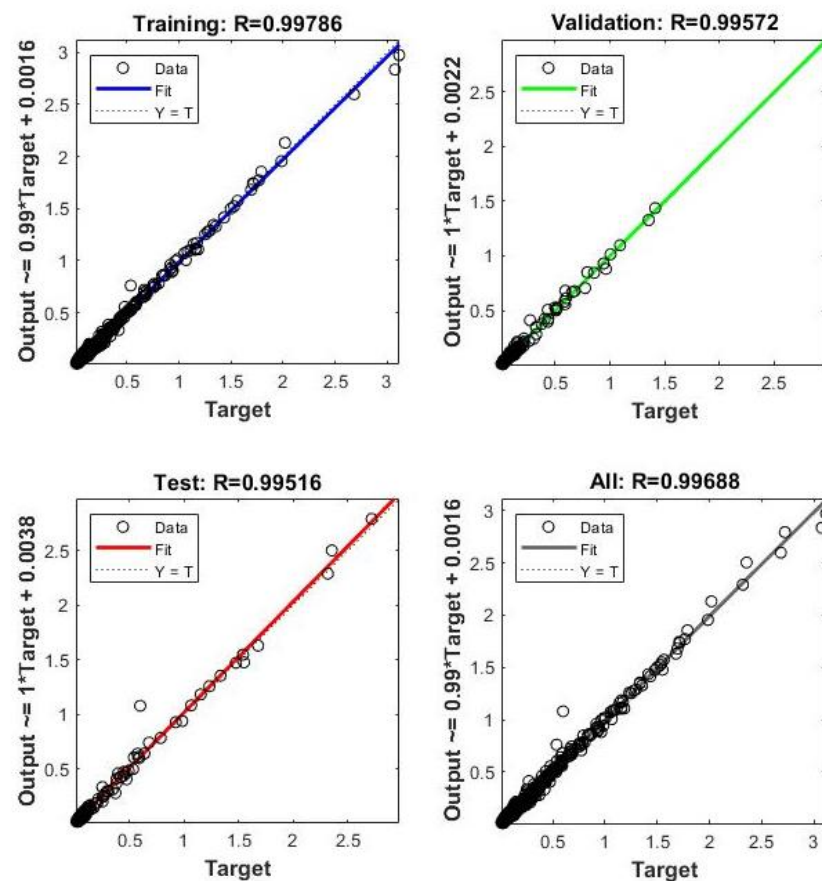 Training: R=0.99786
Output ~= 0.99*Target + 0.0016
Data
Fit
Y = T
3
2.5
2
1.5
1
0.5
0.5 1 1.5 2 2.5 3
Target
Validation: R=0.99572
Output ~= 1*Target + 0.0022
Data
Fit
Y = T
2.5
2
1.5
1
0.5
0.5 1 1.5 2 2.5
Target
Test: R=0.99516
Output ~= 1*Target + 0.0038
Data
Fit
Y = T
2.5
2
1.5
1
0.5
0.5 1 1.5 2 2.5
Target
All: R=0.99688
Output ~= 0.99*Target + 0.0016
Data
Fit
Y = T
3
2.5
2
1.5
1
0.5
0.5 1 1.5 2 2.5 3
Target